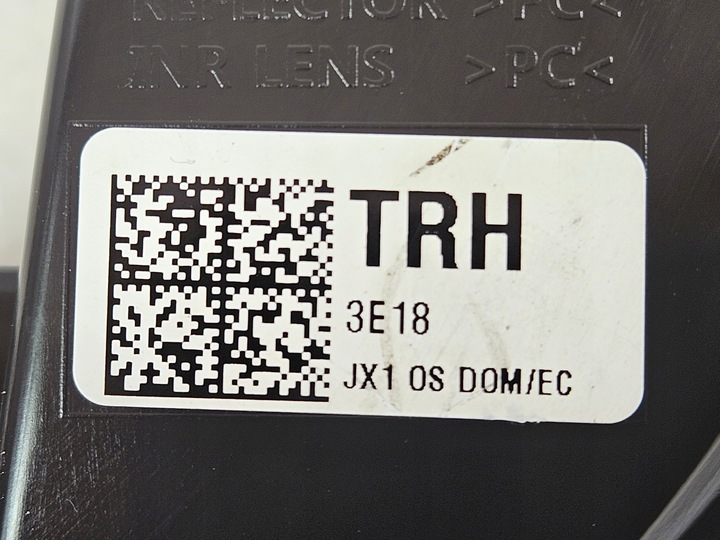 REFLECTOR >PC<
INR LENS >PC<
TRH
3E18
JX1 OS DOM/EC